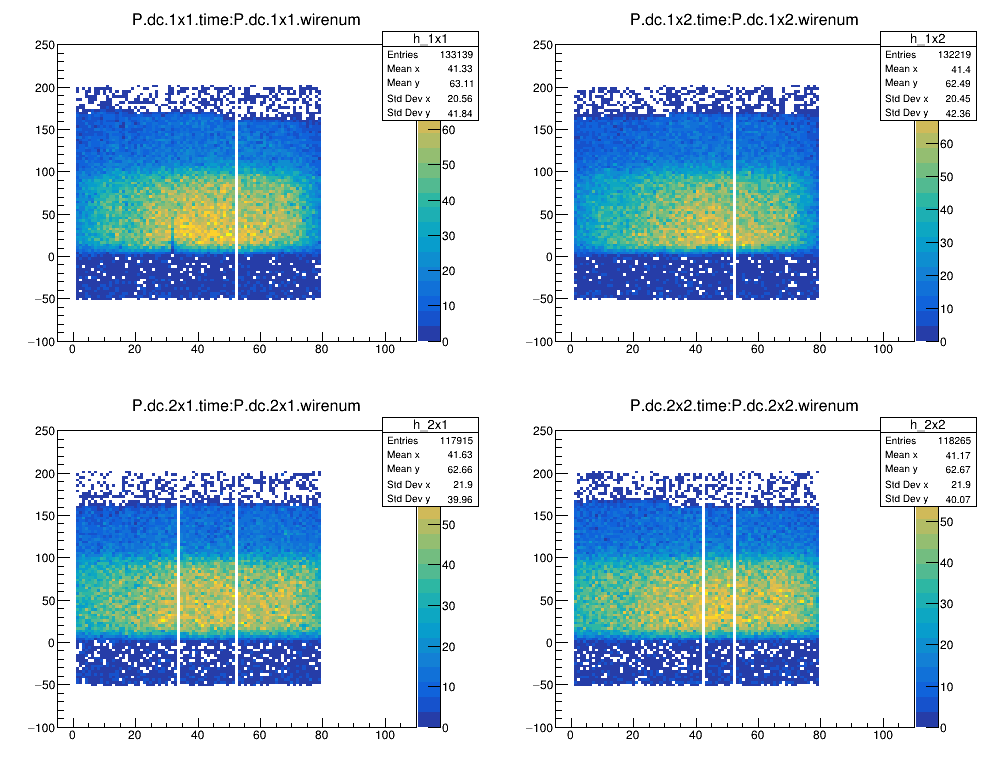 P.dc.1x1.time:P.dc.1x1.wirenum
h_1x1
Entries 133139
Mean x 41.33
Mean y 63.11
Std Dev x 20.56
Std Dev y 41.84
250
200
150
100
50
0
−50
−100
0 20 40 60 80 100
60
50
40
30
20
10
0
P.dc.1x2.time:P.dc.1x2.wirenum
h_1x2
Entries 132219
Mean x 41.4
Mean y 62.49
Std Dev x 20.45
Std Dev y 42.36
250
200
150
100
50
0
−50
−100
0 20 40 60 80 100
60
50
40
30
20
10
0
P.dc.2x1.time:P.dc.2x1.wirenum
h_2x1
Entries 117915
Mean x 41.63
Mean y 62.66
Std Dev x 21.9
Std Dev y 39.96
250
200
150
100
50
0
−50
−100
0 20 40 60 80 100
50
40
30
20
10
0
P.dc.2x2.time:P.dc.2x2.wirenum
h_2x2
Entries 118265
Mean x 41.17
Mean y 62.67
Std Dev x 21.9
Std Dev y 40.07
250
200
150
100
50
0
−50
−100
0 20 40 60 80 100
50
40
30
20
10
0